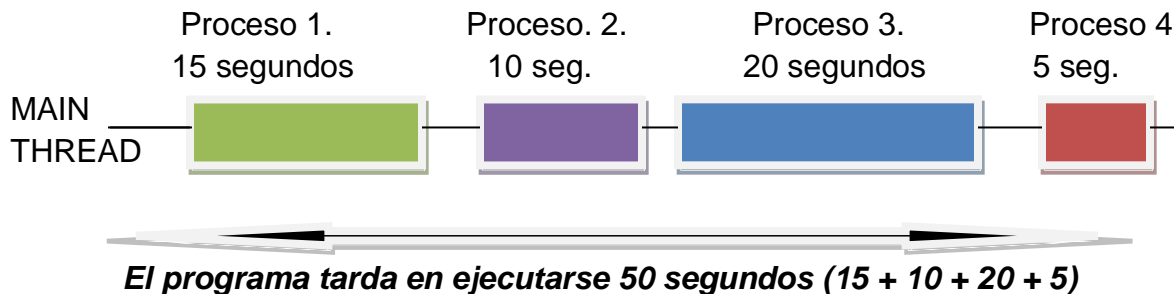 Proceso 1. Proceso. 2. Proceso 3. Proceso 4
15 segundos 10 seg. 20 segundos 5 seg.
MAIN
THREAD
El programa tarda en ejecutarse 50 segundos (15 + 10 + 20 + 5)